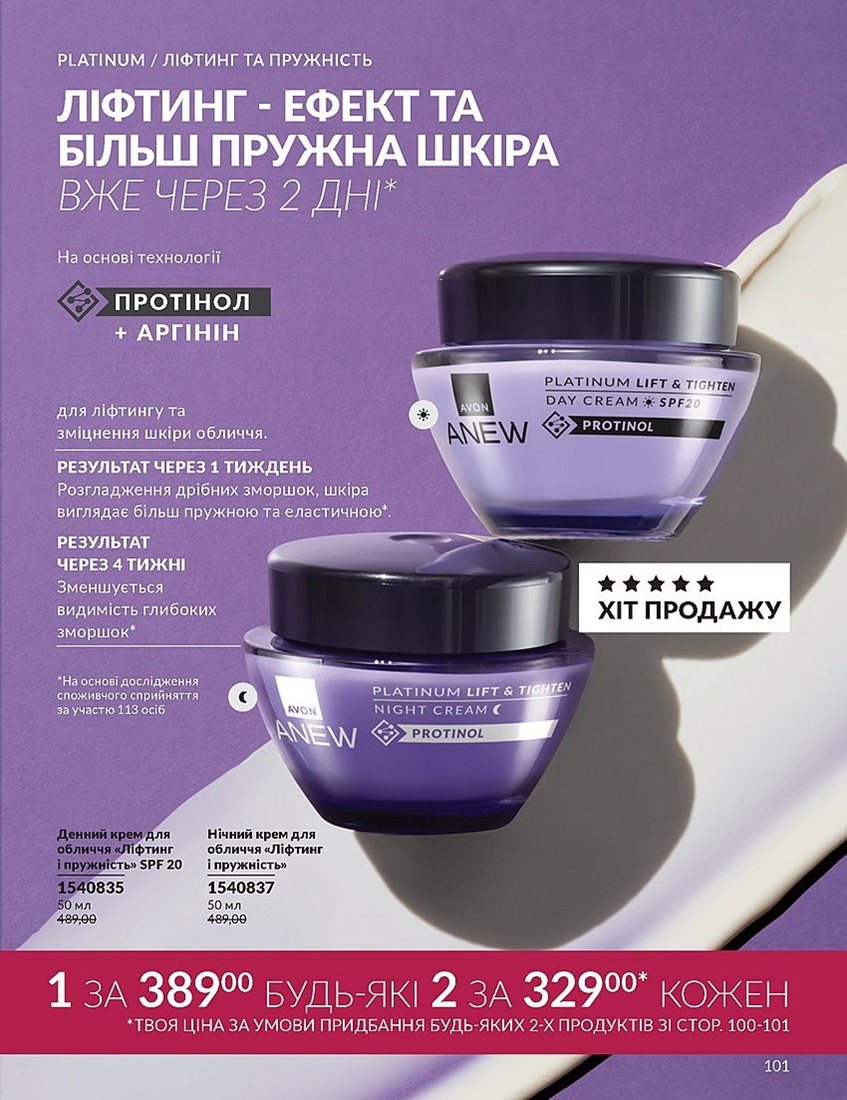 PLATINUM / ЛІФТИНГ ТА ПРУЖНІСТЬ
ЛІФТИНГ - ЕФЕКТ ТА
БІЛЬШ ПРУЖНА ШКІРА
ВЖЕ ЧЕРЕЗ 2 ДНІ*
На основі технології
ПРОТІНОЛ
+ АРГІНІН
для ліфтингу та
зміцнення шкіри обличчя.
РЕЗУЛЬТАТ ЧЕРЕЗ 1 ТИЖДЕНЬ
Розгладження дрібних зморшок, шкіра
виглядає більш пружною та еластичною*.
РЕЗУЛЬТАТ
ЧЕРЕЗ 4 ТИЖНІ
Зменшується
видимість глибоких
зморшок*
*На основі дослідження
споживчого сприйняття
за участю 113 осіб
AVON
ANEW
PLATINUM LIFT & TIGHTEN
DAY CREAM SPF20
PROTINOL
ХІТ ПРОДАЖУ
AVON
ANEW
PLATINUM LIFT & TIGHTEN
NIGHT CREAM
PROTINOL
Денний крем для
обличчя «Ліфтинг
і пружність» SPF 20
1540835
50 мл
489,00
Нічний крем для
обличчя «Ліфтинг
і пружність»
1540837
50 мл
489,00
1 ЗА 38900 БУДЬ-ЯКІ 2 ЗА 32900* КОЖЕН
*ТВОЯ ЦІНА ЗА УМОВИ ПРИДБАННЯ БУДЬ-ЯКИХ 2-Х ПРОДУКТІВ ЗІ СТОР. 100-101
101